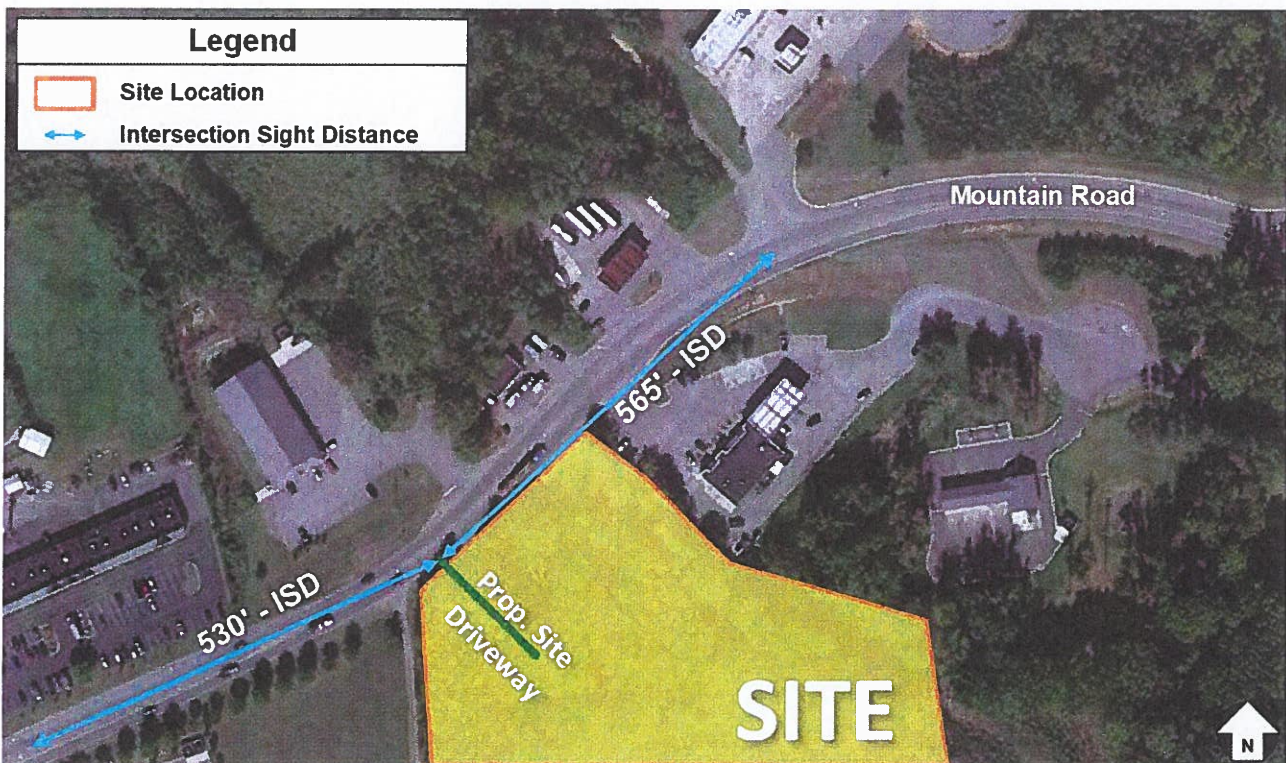 Legend
Site Location
Intersection Sight Distance
Mountain Road
565' - ISD
530' - ISD
Prop. Site
Driveway
SITE
N